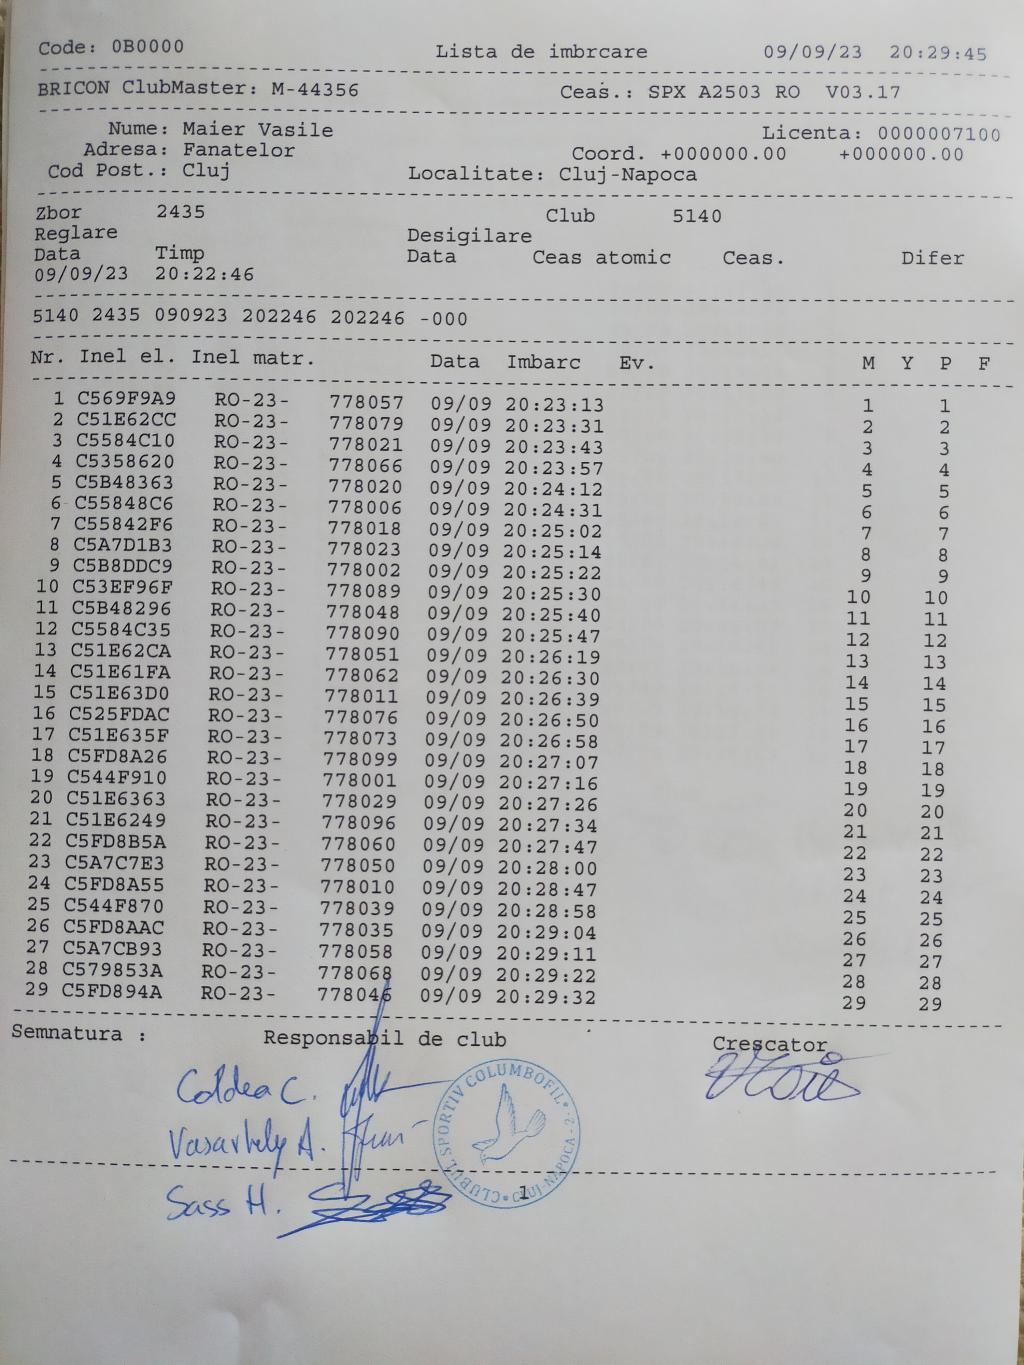 Code: 0B0000 Lista de imbrcare 09/09/23 20:29:45
BRICON ClubMaster: M-44356 Ceas.: SPX A2503 RO V03.17
Nume: Maier Vasile Licenta: 0000007100
Adresa: Fanatelor Coord. +000000.00 +000000.00
Cod Post.: Cluj Localitate: Cluj-Napoca
Zbor 2435 Club 5140
Reglare Desigilare
Data Timp Data Ceas atomic Ceas. Difer
09/09/23 20:22:46
5140 2435 090923 202246 202246 -000
Nr. Inel el. Inel matr. Data Imbarc Ev. M Y P F
1 C569F9A9 RO-23- 778057 09/09 20:23:13 1 1
2 C51E62CC RO-23- 778079 09/09 20:23:31 2 2
3 C5584C10 RO-23- 778021 09/09 20:23:43 3 3
4 C5358620 RO-23- 778066 09/09 20:23:57 4 4
5 C5B48363 RO-23- 778020 09/09 20:24:12 5 5
6 C55848C6 RO-23- 778006 09/09 20:24:31 6 6
7 C55842F6 RO-23- 778018 09/09 20:25:02 7 7
8 C5A7D1B3 RO-23- 778023 09/09 20:25:14 8 8
9 C5B8DDC9 RO-23- 778002 09/09 20:25:22 9 9
10 C53EF96F RO-23- 778089 09/09 20:25:30 10 10
11 C5B48296 RO-23- 778048 09/09 20:25:40 11 11
12 C5584C35 RO-23- 778090 09/09 20:25:47 12 12
13 C51E62CA RO-23- 778051 09/09 20:26:19 13 13
14 C51E61FA RO-23- 778062 09/09 20:26:30 14 14
15 C51E63D0 RO-23- 778011 09/09 20:26:39 15 15
16 C525FDAC RO-23- 778076 09/09 20:26:50 16 16
17 C51E635F RO-23- 778073 09/09 20:26:58 17 17
18 C5FD8A26 RO-23- 778099 09/09 20:27:07 18 18
19 C544F910 RO-23- 778001 09/09 20:27:16 19 19
20 C51E6363 RO-23- 778029 09/09 20:27:26 20 20
21 C51E6249 RO-23- 778096 09/09 20:27:34 21 21
22 C5FD8B5A RO-23- 778060 09/09 20:27:47 22 22
23 C5A7C7E3 RO-23- 778050 09/09 20:28:00 23 23
24 C5FD8A55 RO-23- 778010 09/09 20:28:47 24 24
25 C544F870 RO-23- 778039 09/09 20:28:58 25 25
26 C5FD8AAC RO-23- 778035 09/09 20:29:04 26 26
27 C5A7CB93 RO-23- 778058 09/09 20:29:11 27 27
28 C579853A RO-23- 778068 09/09 20:29:22 28 28
29 C5FD894A RO-23- 778046 09/09 20:29:32 29 29
Semnatura : Responsabil de club Crescator
Coldea C.
Vasarhely A.
Sass H.
CLUBUL SPORTIV COLUMBOFIL • 2 • CLUJ-NAPOCA
1